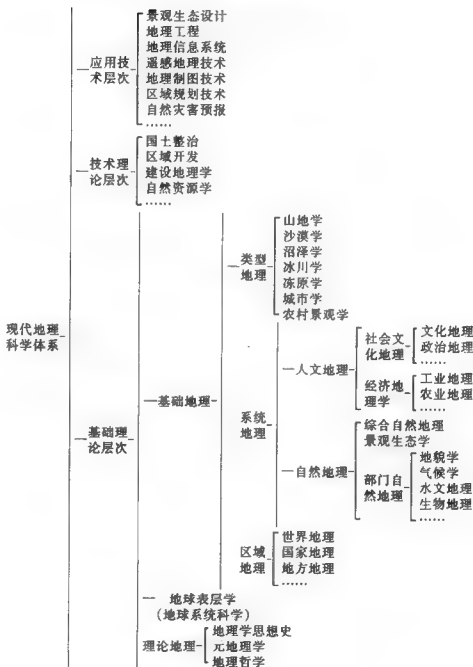 景观生态设计
地理工程
地理信息系统
应用技
术层次
遥感地理技术
地理制图技术
区域规划技术
自然灾害预报
……
国土整治
技术理
论层次
区域开发
建设地理学
自然资源学
……
现代地理
科学体系
基础理
论层次
基础地理
类型
地理
山地学
沙漠学
沼泽学
冰川学
冻原学
城市学
农村景观学
系统
地理
人文地理
社会文
化地理
文化地理
政治地理
……
经济地
理学
工业地理
农业地理
……
自然地理
综合自然地理
景观生态学
部门自
然地理
地貌学
气候学
水文地理
生物地理
……
区域
地理
世界地理
国家地理
地方地理
……
地球表层学
(地球系统科学)
理论地理
地理学思想史
元地理学
地理哲学